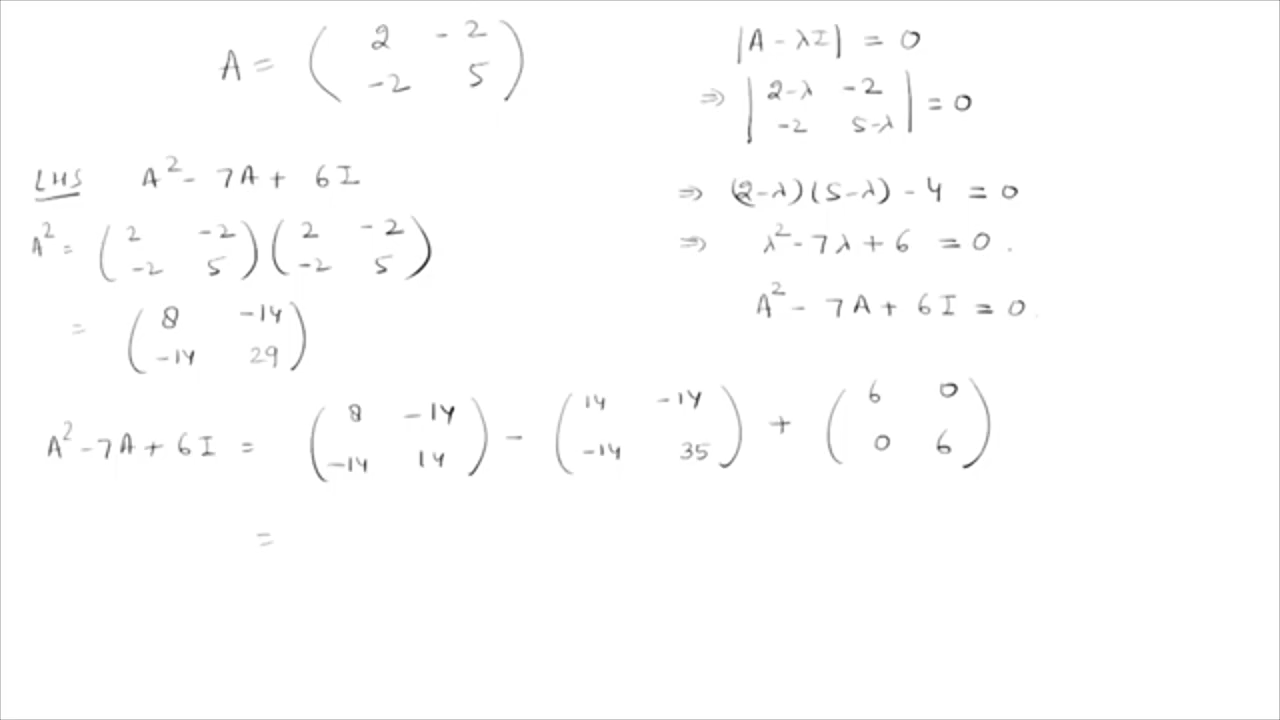 A = ( 2 -2 )
( -2 5 )
LHS A² - 7A + 6I
A² = ( 2 -2 ) ( 2 -2 )
( -2 5 ) ( -2 5 )
= ( 8 -14 )
( -14 29 )
|A - λI| = 0
⇒ | 2-λ -2 | = 0
| -2 5-λ |
⇒ (2-λ)(5-λ) - 4 = 0
⇒ λ² - 7λ + 6 = 0 .
A² - 7A + 6I = 0
A² - 7A + 6I = ( 8 -14 ) - ( 14 -14 ) + ( 6 0 )
( -14 14 ) ( -14 35 ) ( 0 6 )
=